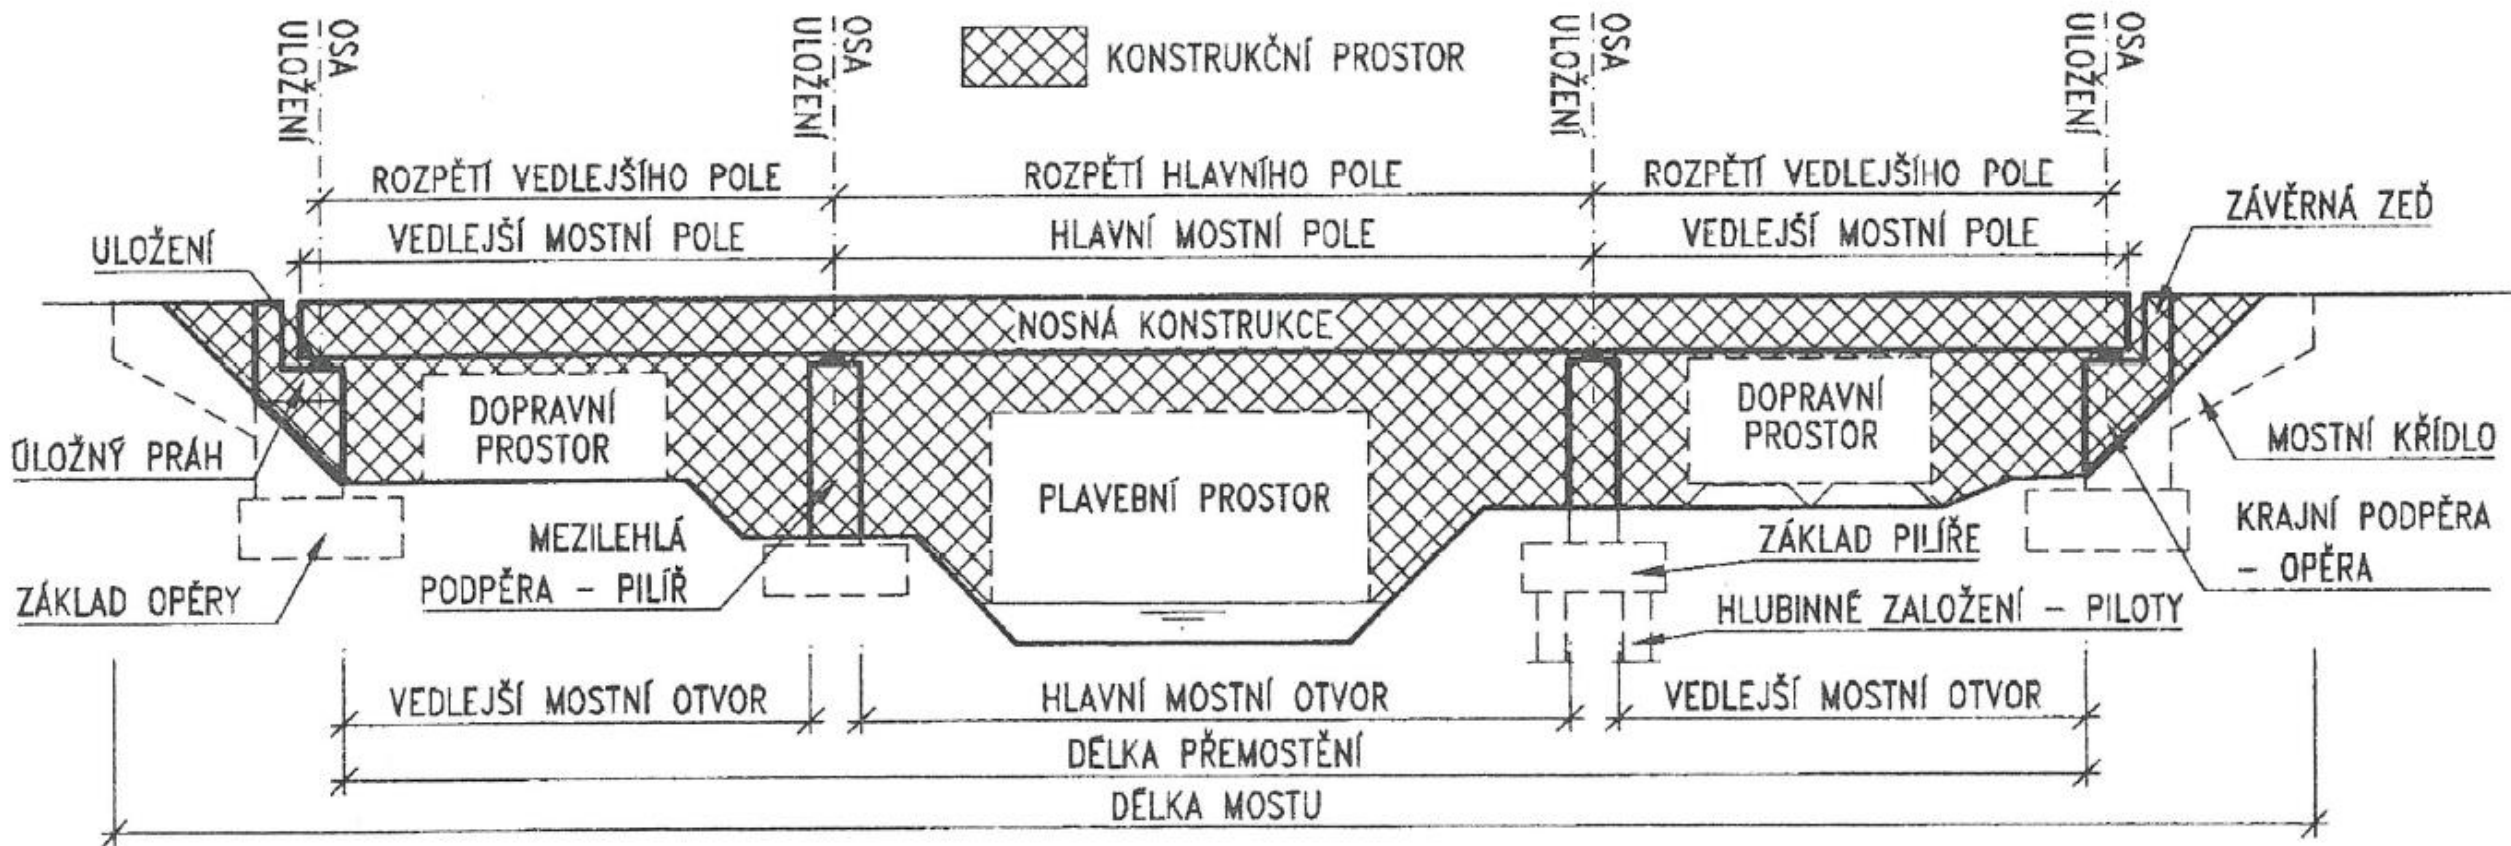 OSA
ULOŽENÍ
OSA
ULOŽENÍ
KONSTRUKČNÍ PROSTOR
OSA
ULOŽENÍ
OSA
ULOŽENÍ
ROZPĚTÍ VEDLEJŠÍHO POLE
ROZPĚTÍ HLAVNÍHO POLE
ROZPĚTÍ VEDLEJŠÍHO POLE
ZÁVĚRNÁ ZEĎ
ULOŽENÍ
VEDLEJŠÍ MOSTNÍ POLE
HLAVNÍ MOSTNÍ POLE
VEDLEJŠÍ MOSTNÍ POLE
NOSNÁ KONSTRUKCE
DOPRAVNÍ
PROSTOR
DOPRAVNÍ
PROSTOR
ÚLOŽNÝ PRÁH
PLAVEBNÍ PROSTOR
MOSTNÍ KŘÍDLO
MEZILEHLÁ
PODPĚRA - PILÍŘ
ZÁKLAD PILÍŘE
KRAJNÍ PODPĚRA
- OPĚRA
ZÁKLAD OPĚRY
HLUBINNÉ ZALOŽENÍ - PILOTY
VEDLEJŠÍ MOSTNÍ OTVOR
HLAVNÍ MOSTNÍ OTVOR
VEDLEJŠÍ MOSTNÍ OTVOR
DÉLKA PŘEMOSTĚNÍ
DÉLKA MOSTU